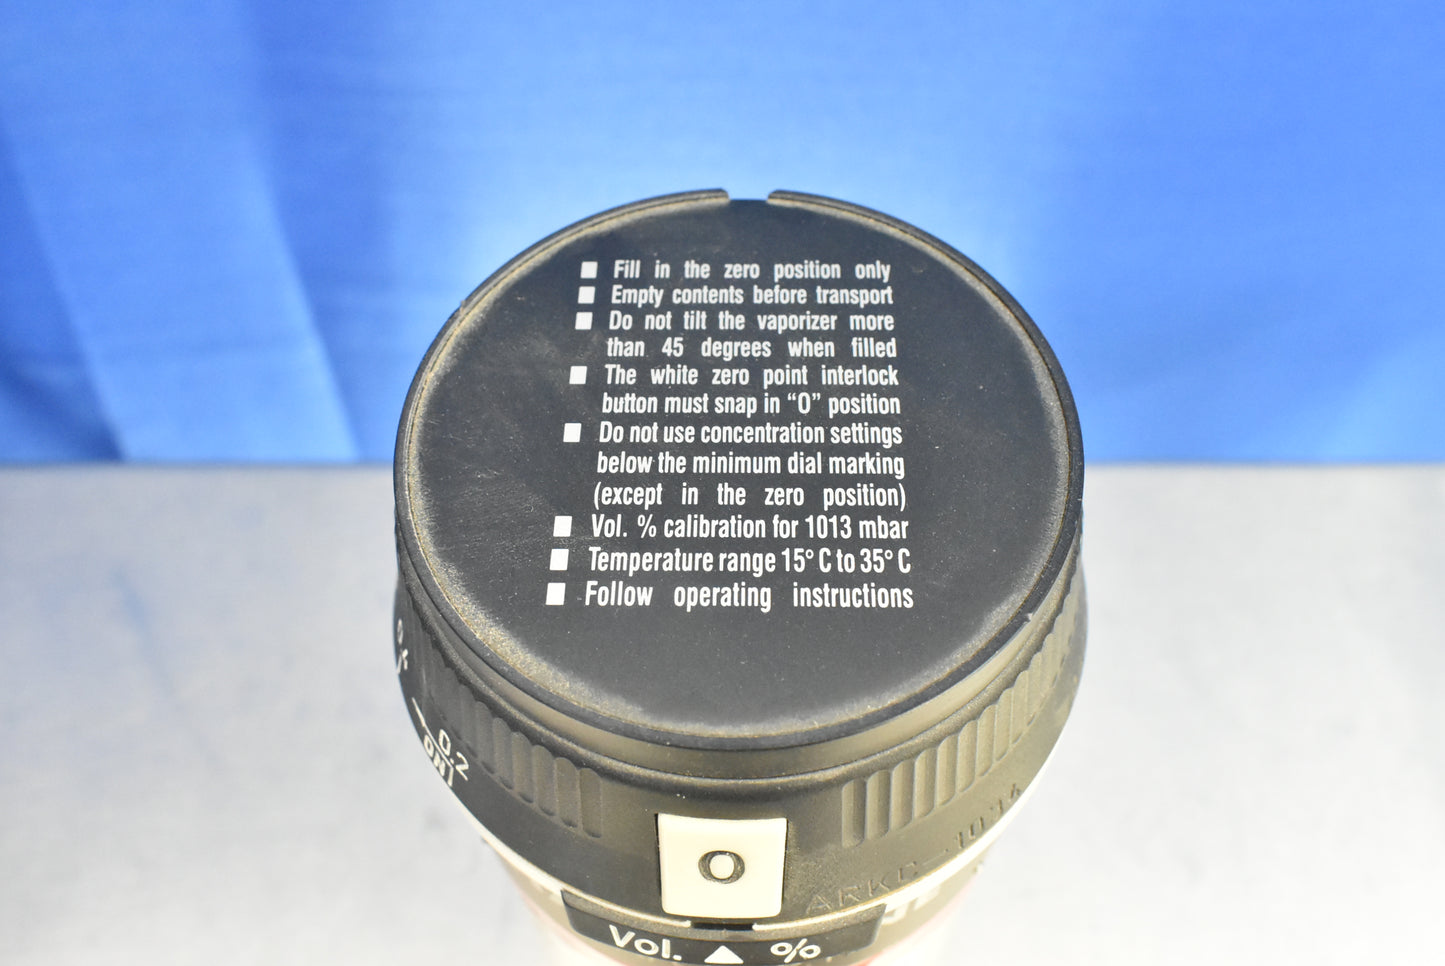 ■ Fill in the zero position only
■ Empty contents before transport
■ Do not tilt the vaporizer more
than 45 degrees when filled
■ The white zero point interlock
button must snap in “0” position
■ Do not use concentration settings
below the minimum dial marking
(except in the zero position)
■ Vol. % calibration for 1013 mbar
■ Temperature range 15° C to 35° C
■ Follow operating instructions
0.2
ON
0
Vol. ▲ %